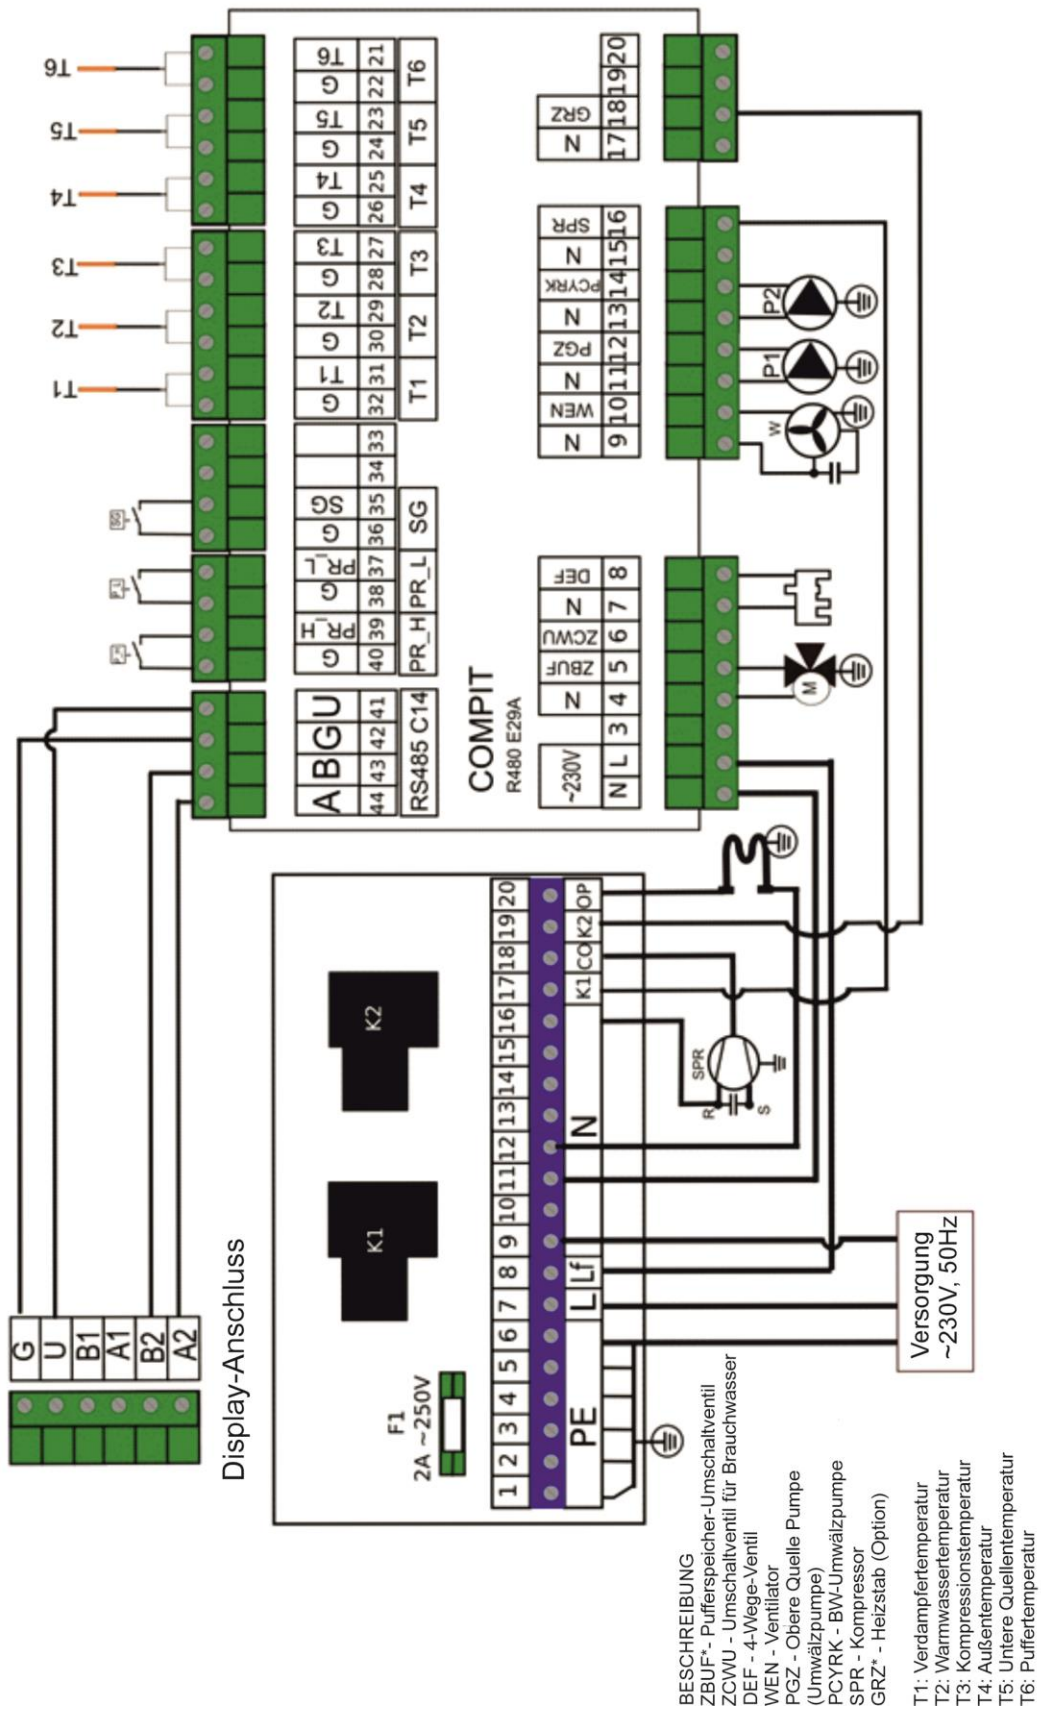 G
U
B1
A1
B2
A2
Display-Anschluss
F1
2A ~250V
K1
K2
1 2 3 4 5 6 7 8 9 10 11 12 13 14 15 16 17 18 19 20
PE L Lf N K1 CO K2 OP
Versorgung
~230V, 50Hz
SPR
R
S
T1 T2 T3 T4 T5 T6
SG
A B G U
44 43 42 41
RS485 C14
G PR_H G PR_L G SG
40 39 38 37 36 35 34 33
PR_H PR_L SG
G T1 G T2 G T3
32 31 30 29 28 27
T1 T2 T3
G T4 G T5 G T6
26 25 24 23 22 21
T4 T5 T6
COMPIT
R480 E29A
~230V N ZBUF ZCWU N DEF
N L 3 4 5 6 7 8
N WEN N PGZ N PCYRK N SPR
9 10 11 12 13 14 15 16
N GRZ
17 18 19 20
M
W
P1
P2
BESCHREIBUNG
ZBUF*- Pufferspeicher-Umschaltventil
ZCWU - Umschaltventil für Brauchwasser
DEF - 4-Wege-Ventil
WEN - Ventilator
PGZ - Obere Quelle Pumpe
(Umwälzpumpe)
PCYRK - BW-Umwälzpumpe
SPR - Kompressor
GRZ* - Heizstab (Option)
T1: Verdampfertemperatur
T2: Warmwassertemperatur
T3: Kompressionstemperatur
T4: Außentemperatur
T5: Untere Quellentemperatur
T6: Puffertemperatur